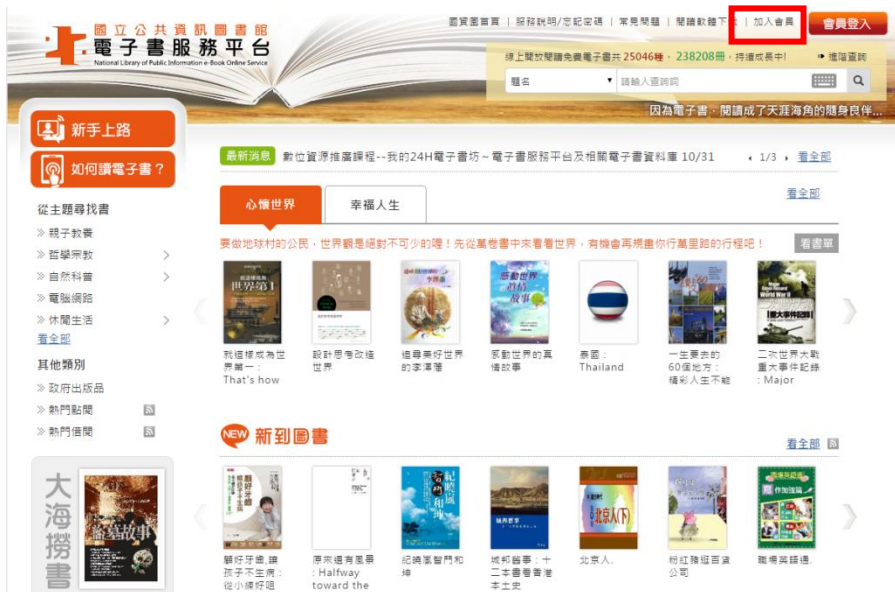 國立公共資訊圖書館
電子書服務平台
National Library of Public Information e-Book Online Service
國資圖首頁 | 服務說明/忘記密碼 | 常見問題 | 閱讀軟體下 | 加入會員
會員登入
線上開放閱讀免費電子書共 25046種, 238208冊, 持續成長中!
進階查詢
題名
請輸入查詢詞
因為電子書,閱讀成了天涯海角的隨身良伴...
新手上路
如何讀電子書?
最新消息 數位資源推廣課程--我的24H電子書坊~電子書服務平台及相關電子書資料庫 10/31
1/3
看全部
從主題尋找書
親子教養
哲學宗教
自然科普
電腦網路
休閒生活
看全部
其他類別
政府出版品
熱門點閱
熱門借閱
大海撈書
盜墓故事
心懷世界
幸福人生
看全部
要做地球村的公民,世界觀是絕對不可少的喔!先從萬卷書中來看看世界,有機會再規畫你行萬里路的行程吧!
看書單
就這樣成為世
界第一:
That's how
設計思考改造
世界
追尋美好世界
的李澤藩
感動世界的真
情故事
泰國:
Thailand
一生要去的
60個地方:
精彩人生不能
二次世界大戰
重大事件記錄
: Major
NEW 新到圖書
看全部
顧好牙齒,讓
孩子不生病:
從小練好咀
原來還有風景
: Halfway
toward the
紀曉嵐智鬥和
珅
城邦舊事:十
二本書看香港
本土史
北京人.
粉紅豬逛百貨
公司
職場英語通.